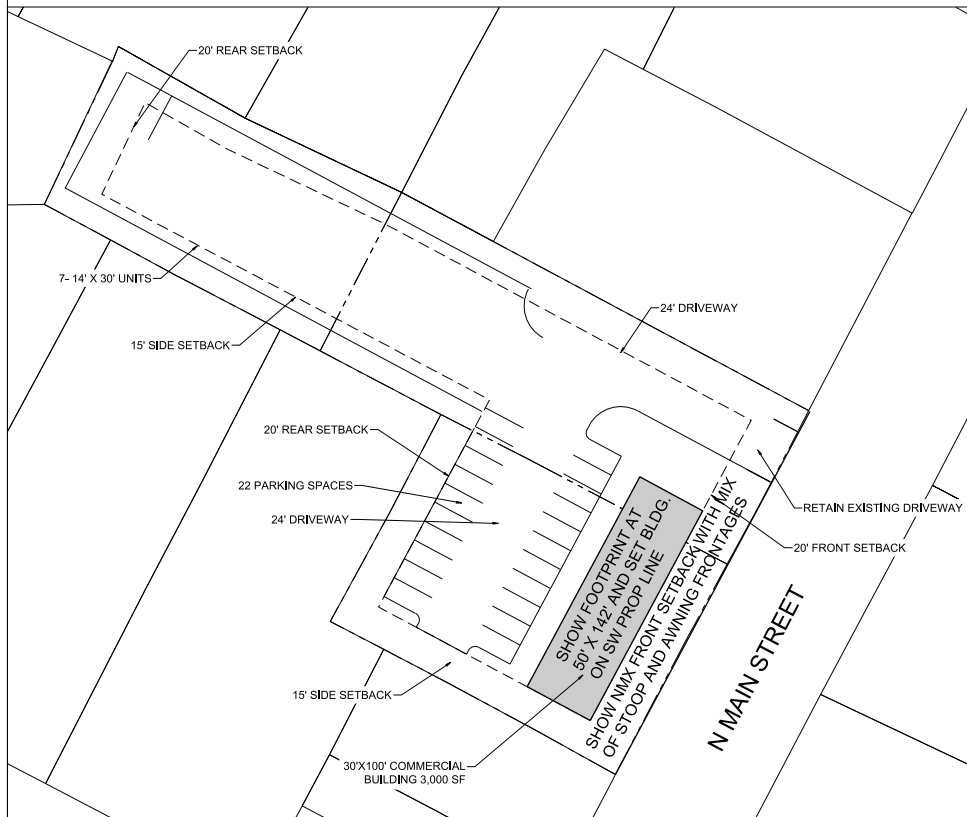 20' REAR SETBACK
7- 14' X 30' UNITS
15' SIDE SETBACK
24' DRIVEWAY
20' REAR SETBACK
22 PARKING SPACES
24' DRIVEWAY
RETAIN EXISTING DRIVEWAY
20' FRONT SETBACK
SHOW FOOTPRINT AT
50' X 142' AND SET BLDG.
ON SW PROP LINE
SHOW NMX FRONT SETBACK WITH MIX
OF STOOP AND AWNING FRONTAGES
N MAIN STREET
15' SIDE SETBACK
30'X100' COMMERCIAL
BUILDING 3,000 SF